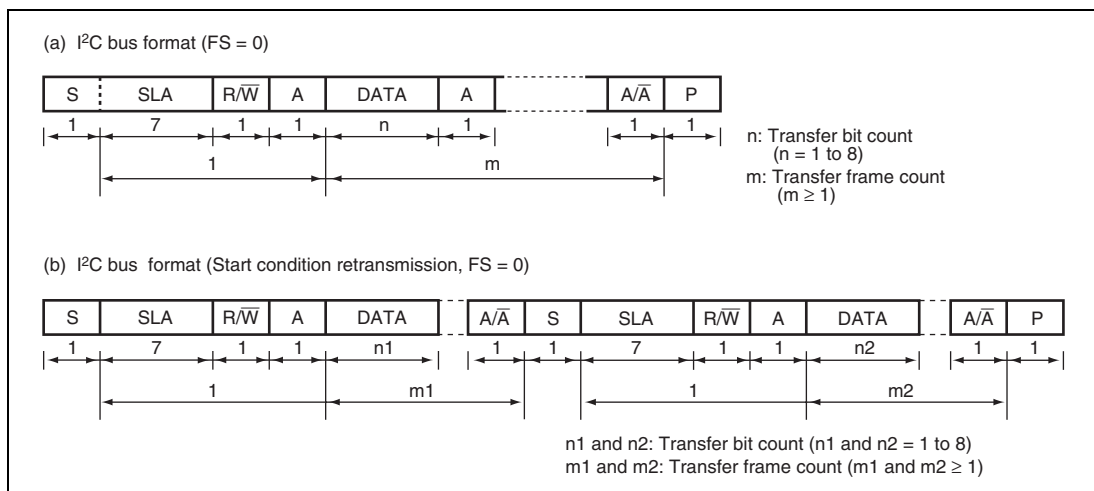 (a) I²C bus format (FS = 0)
S SLA R/W̅ A DATA A A/A̅ P
1 7 1 1 n 1 1 1
1 m
n: Transfer bit count
(n = 1 to 8)
m: Transfer frame count
(m ≥ 1)
(b) I²C bus format (Start condition retransmission, FS = 0)
S SLA R/W̅ A DATA A/A̅ S SLA R/W̅ A DATA A/A̅ P
1 7 1 1 n1 1 1 7 1 1 n2 1 1
1 m1 1 m2
n1 and n2: Transfer bit count (n1 and n2 = 1 to 8)
m1 and m2: Transfer frame count (m1 and m2 ≥ 1)